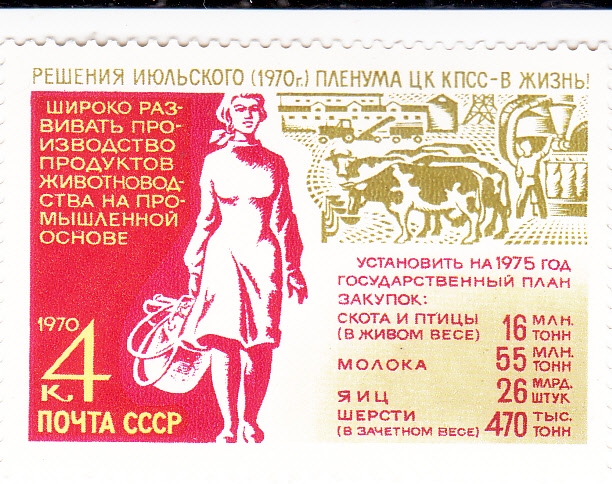 РЕШЕНИЯ ИЮЛЬСКОГО (1970г.) ПЛЕНУМА ЦК КПСС-В ЖИЗНЬ!
ШИРОКО РАЗ-
ВИВАТЬ ПРО-
ИЗВОДСТВО
ПРОДУКТОВ
ЖИВОТНОВОД-
СТВА НА ПРО-
МЫШЛЕННОЙ
ОСНОВЕ
1970
4 к
ПОЧТА СССР
УСТАНОВИТЬ НА 1975 ГОД
ГОСУДАРСТВЕННЫЙ ПЛАН
ЗАКУПОК:
СКОТА И ПТИЦЫ
(В ЖИВОМ ВЕСЕ) 16 МЛН. ТОНН
МОЛОКА 55 МЛН. ТОНН
ЯИЦ 26 МЛРД. ШТУК
ШЕРСТИ
(В ЗАЧЕТНОМ ВЕСЕ) 470 ТЫС. ТОНН